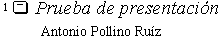 1 Prueba de presentación
Antonio Pollino Ruíz